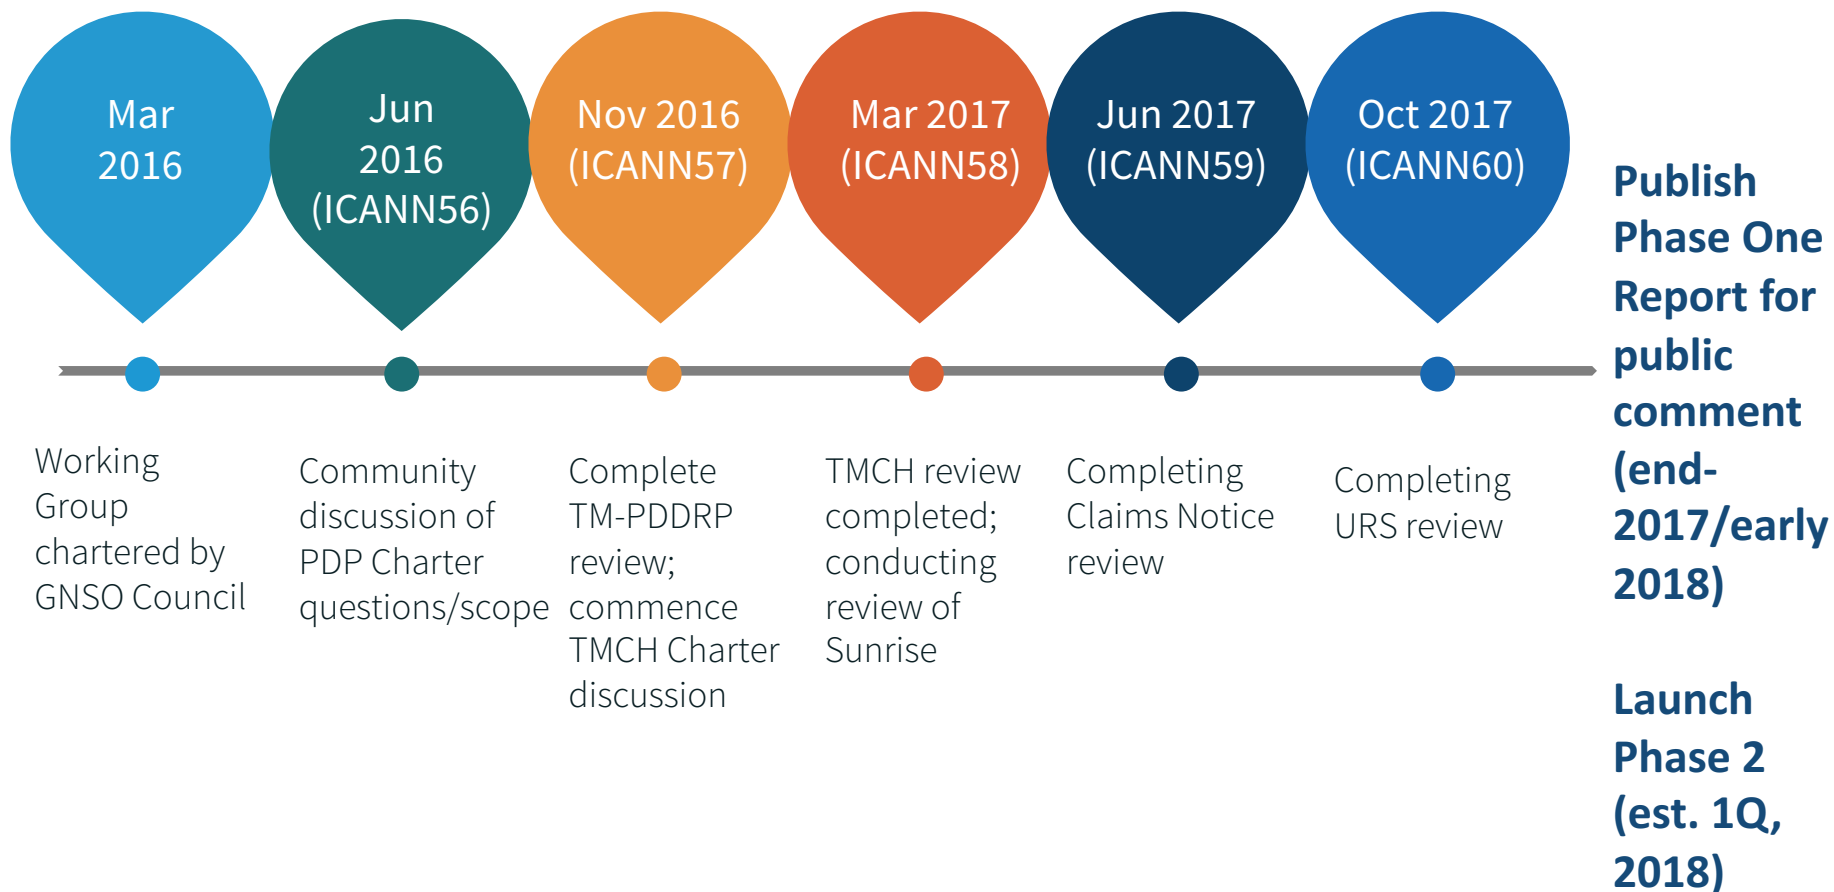 Mar
2016
Jun
2016
(ICANN56)
Nov 2016
(ICANN57)
Mar 2017
(ICANN58)
Jun 2017
(ICANN59)
Oct 2017
(ICANN60)
Working
Group
chartered by
GNSO Council
Community
discussion of
PDP Charter
questions/scope
Complete
TM-PDDRP
review;
commence
TMCH Charter
discussion
TMCH review
completed;
conducting
review of
Sunrise
Completing
Claims Notice
review
Completing
URS review
Publish
Phase One
Report for
public
comment
(end-
2017/early
2018)
Launch
Phase 2
(est. 1Q,
2018)